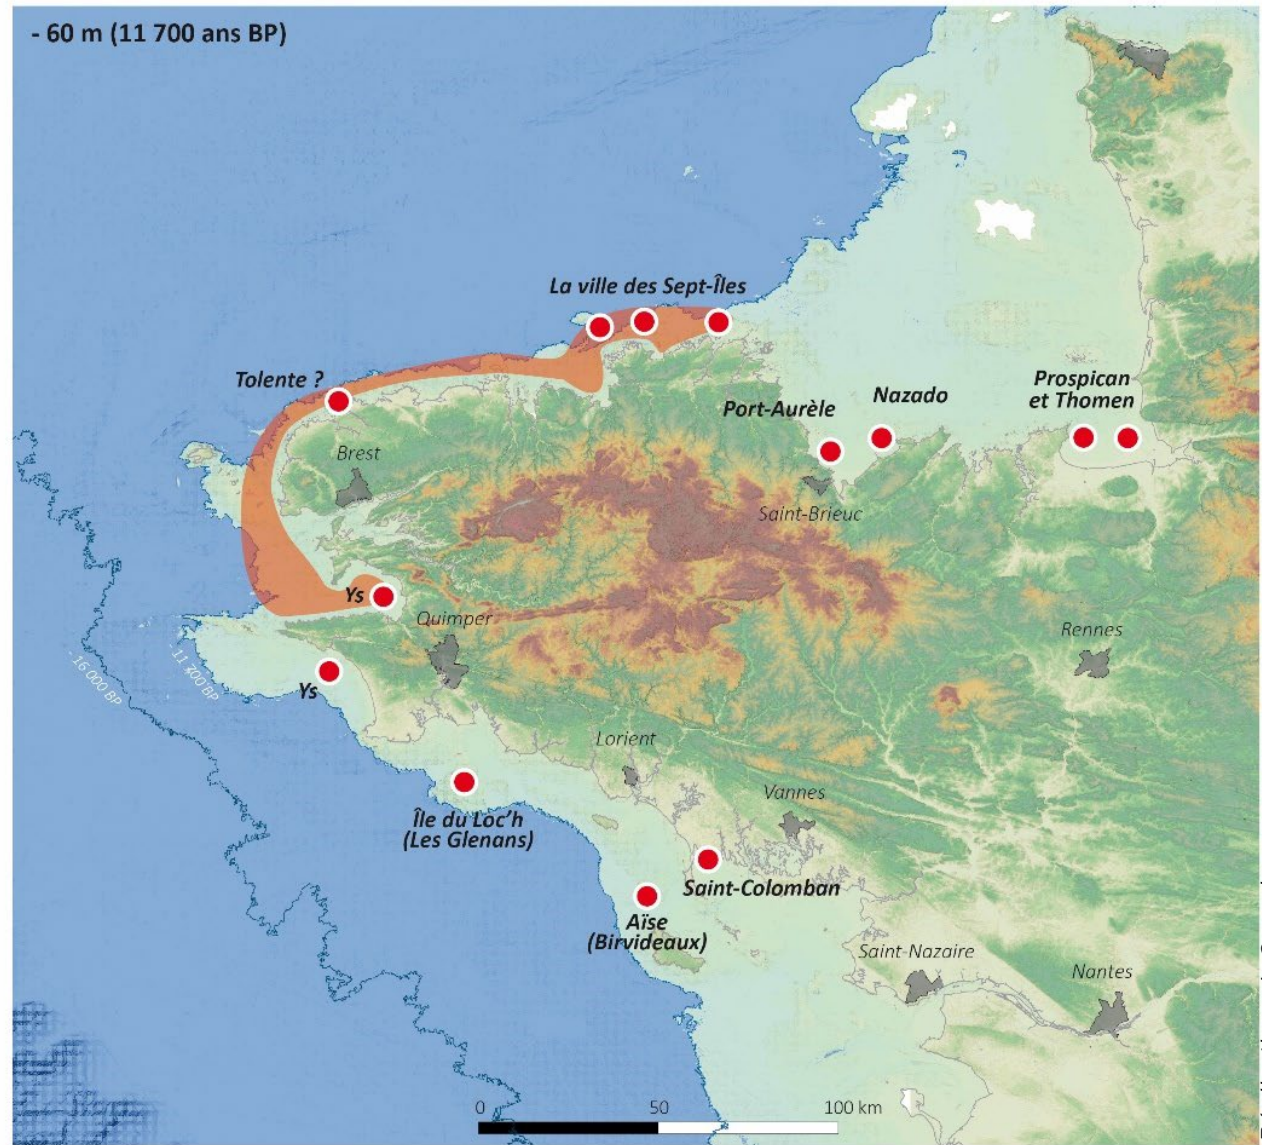 - 60 m (11 700 ans BP)
La ville des Sept-Îles
Tolente ?
Brest
Port-Aurèle
Nazado
Prospican
et Thomen
Saint-Brieuc
Ys
Quimper
Rennes
- 16 000 BP
- 11 700 BP
Ys
Lorient
Vannes
Île du Loc'h
(Les Glenans)
Saint-Colomban
Aïse
(Birvideaux)
Saint-Nazaire
Nantes
0
50
100 km